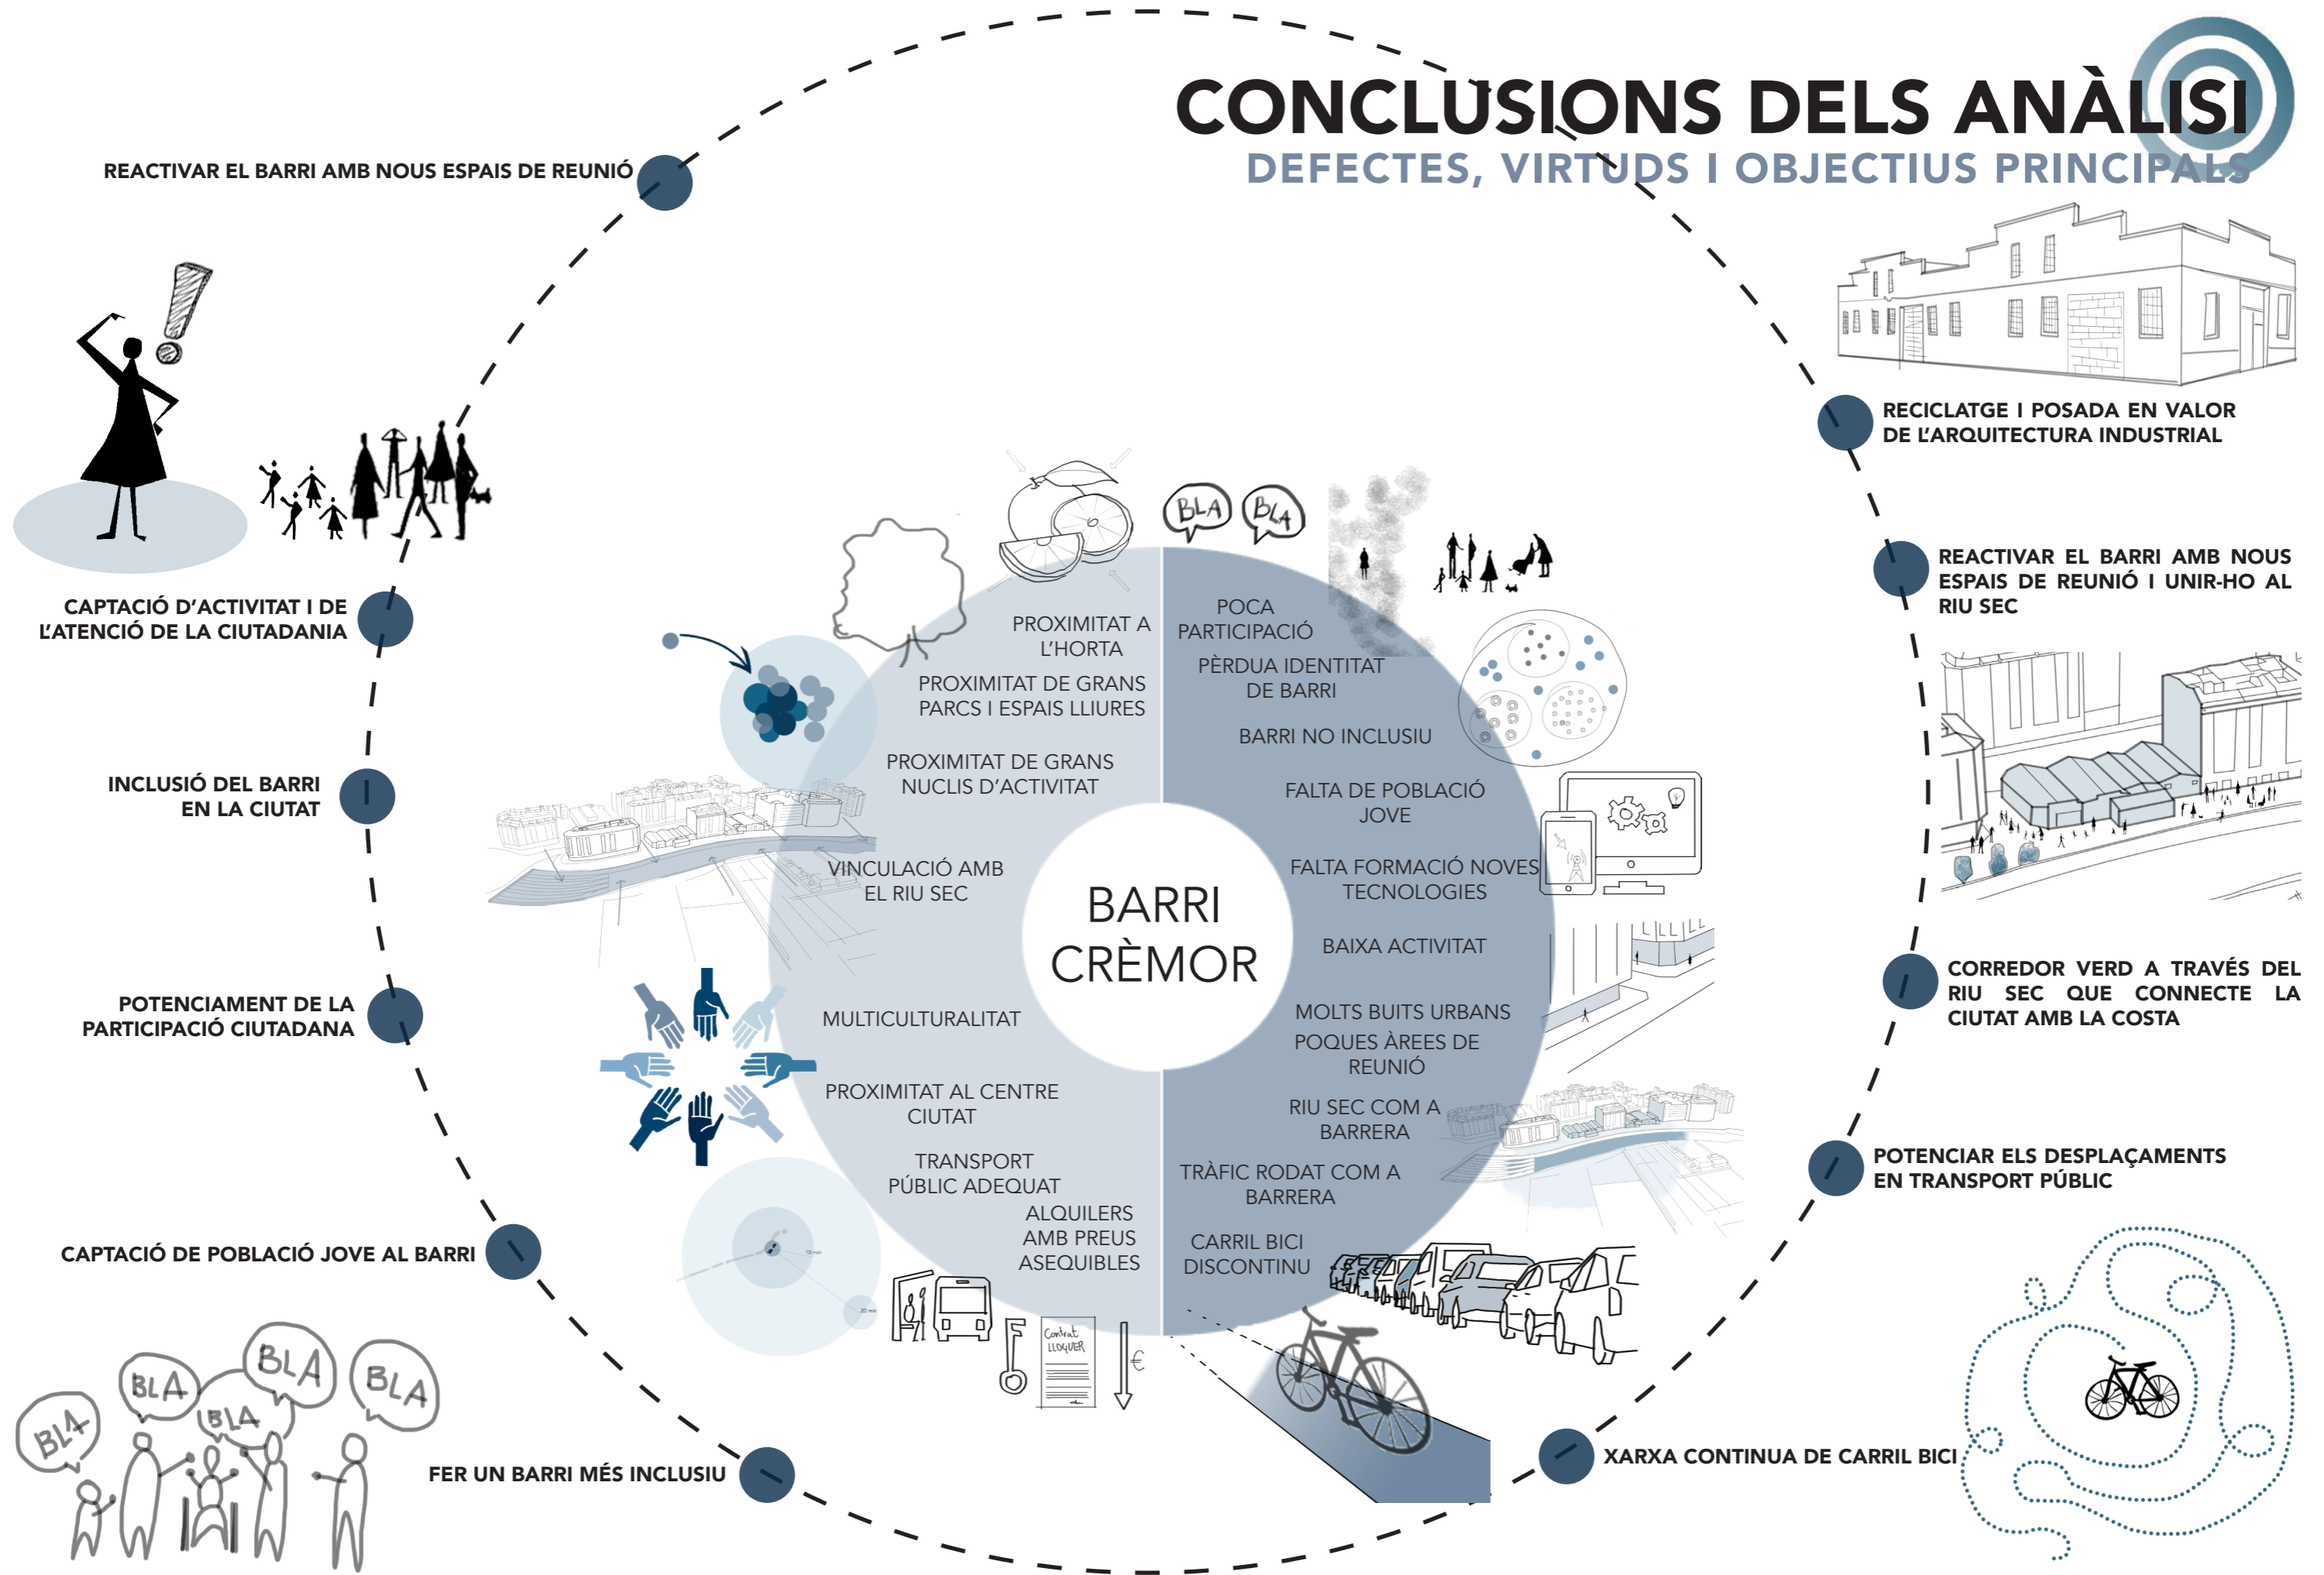 CONCLUSIONS DELS ANÀLISI
DEFECTES, VIRTUDS I OBJECTIUS PRINCIPALS
REACTIVAR EL BARRI AMB NOUS ESPAIS DE REUNIÓ
CAPTACIÓ D'ACTIVITAT I DE
L'ATENCIÓ DE LA CIUTADANIA
INCLUSIÓ DEL BARRI
EN LA CIUTAT
POTENCIAMENT DE LA
PARTICIPACIÓ CIUTADANA
CAPTACIÓ DE POBLACIÓ JOVE AL BARRI
FER UN BARRI MÉS INCLUSIU
BLA
BLA
BLA
BLA
BLA
PROXIMITAT A
L'HORTA
PROXIMITAT DE GRANS
PARCS I ESPAIS LLIURES
PROXIMITAT DE GRANS
NUCLIS D'ACTIVITAT
VINCULACIÓ AMB
EL RIU SEC
MULTICULTURALITAT
PROXIMITAT AL CENTRE
CIUTAT
TRANSPORT
PÚBLIC ADEQUAT
ALQUILERS
AMB PREUS
ASEQUIBLES
10 min
20 min
Contrat
LLOGUER
€
BARRI
CRÈMOR
BLA
BLA
POCA
PARTICIPACIÓ
PÈRDUA IDENTITAT
DE BARRI
BARRI NO INCLUSIU
FALTA DE POBLACIÓ
JOVE
FALTA FORMACIÓ NOVES
TECNOLOGIES
BAIXA ACTIVITAT
MOLTS BUITS URBANS
POQUES ÀREES DE
REUNIÓ
RIU SEC COM A
BARRERA
TRÀFIC RODAT COM A
BARRERA
CARRIL BICI
DISCONTINU
RECICLATGE I POSADA EN VALOR
DE L'ARQUITECTURA INDUSTRIAL
REACTIVAR EL BARRI AMB NOUS
ESPAIS DE REUNIÓ I UNIR-HO AL
RIU SEC
CORREDOR VERD A TRAVÉS DEL
RIU SEC QUE CONNECTE LA
CIUTAT AMB LA COSTA
POTENCIAR ELS DESPLAÇAMENTS
EN TRANSPORT PÚBLIC
XARXA CONTINUA DE CARRIL BICI